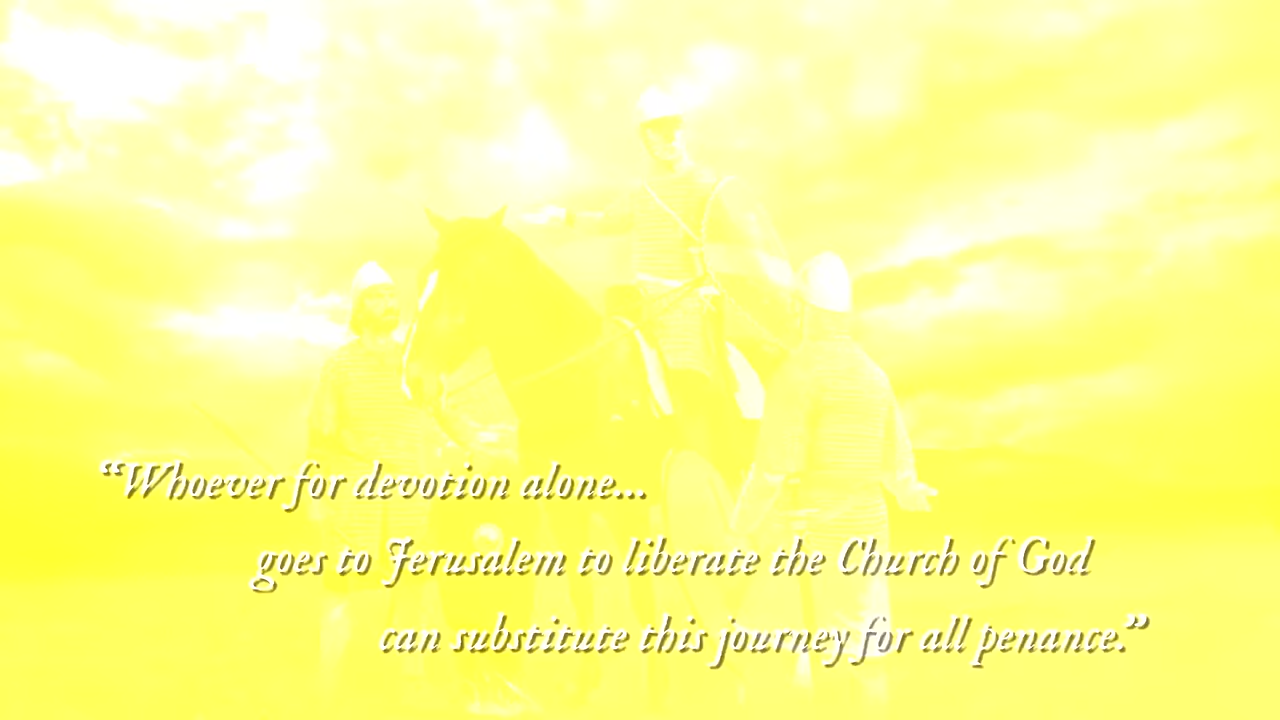 “Whoever for devotion alone...
goes to Jerusalem to liberate the Church of God
can substitute this journey for all penance.”